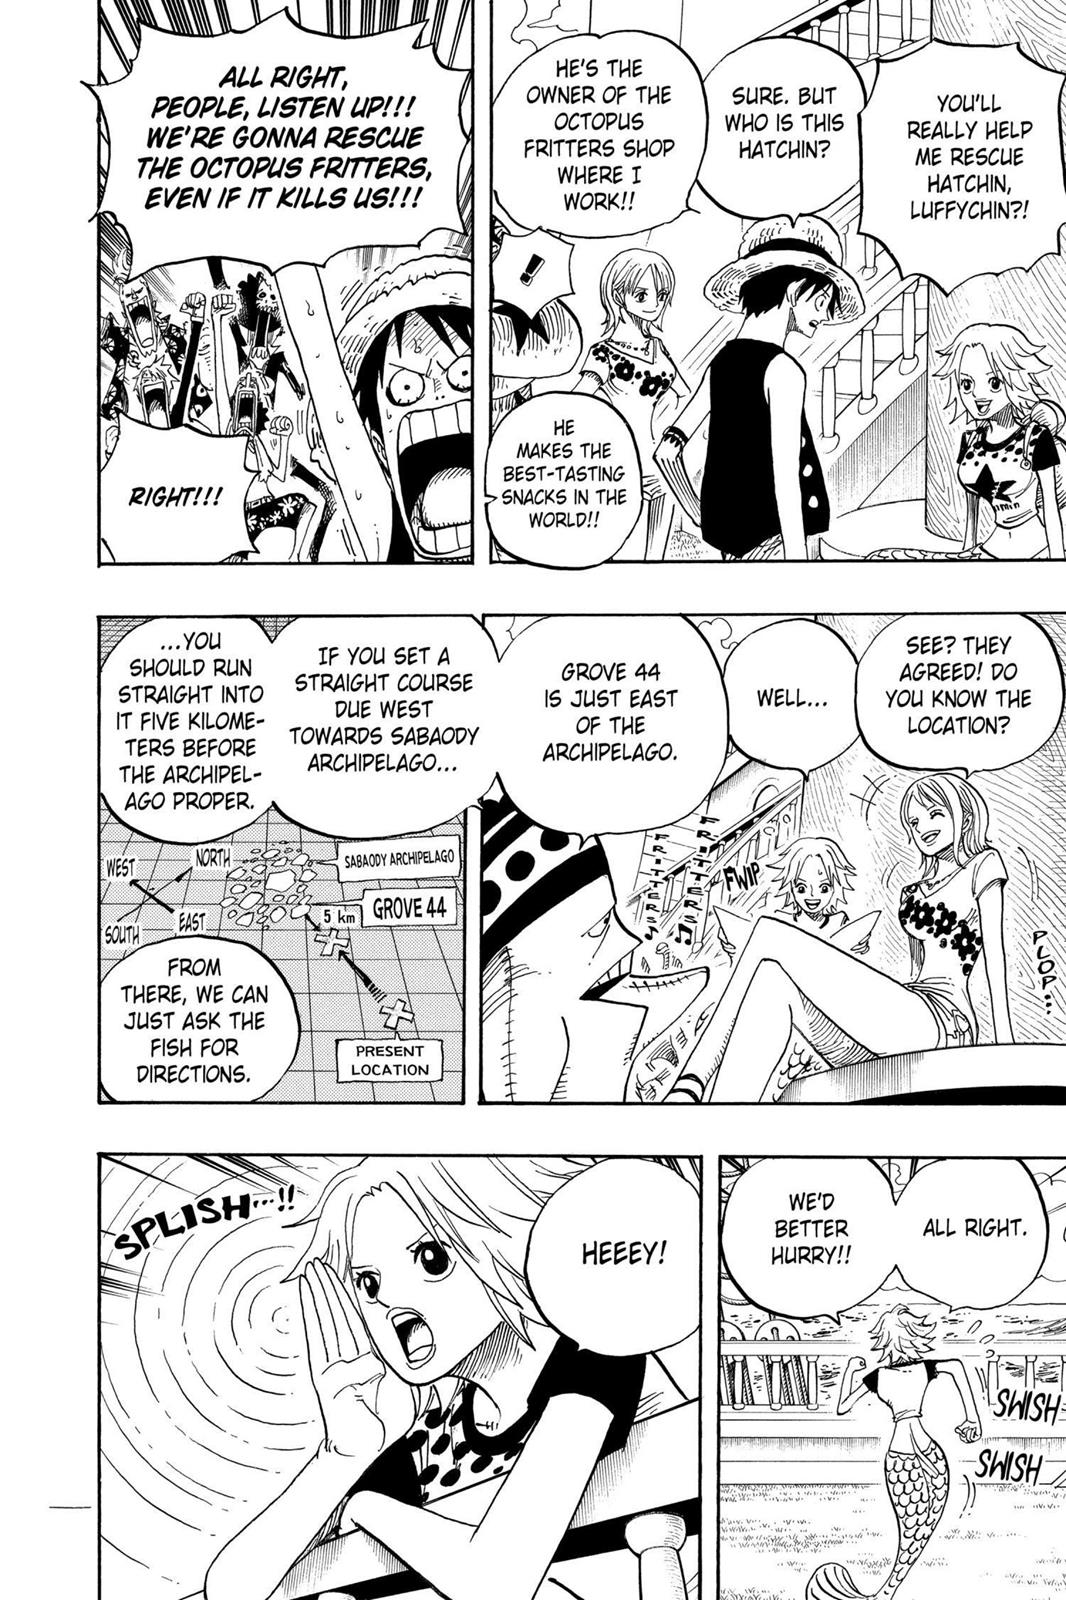 YOU'LL
REALLY HELP
ME RESCUE
HATCHIN,
LUFFYCHIN?!
SURE. BUT
WHO IS THIS
HATCHIN?
HE'S THE
OWNER OF THE
OCTOPUS
FRITTERS SHOP
WHERE I
WORK!!
!
HE
MAKES THE
BEST-TASTING
SNACKS IN THE
WORLD!!
ALL RIGHT,
PEOPLE, LISTEN UP!!!
WE'RE GONNA RESCUE
THE OCTOPUS FRITTERS,
EVEN IF IT KILLS US!!!
RIGHT!!!
SEE? THEY
AGREED! DO
YOU KNOW THE
LOCATION?
WELL...
GROVE 44
IS JUST EAST
OF THE
ARCHIPELAGO.
FRITTERS♫
FRITTERS♪
FWIP
PLOP...
IF YOU SET A
STRAIGHT COURSE
DUE WEST
TOWARDS SABAODY
ARCHIPELAGO...
...YOU
SHOULD RUN
STRAIGHT INTO
IT FIVE KILOME-
TERS BEFORE
THE ARCHIPEL-
AGO PROPER.
WEST
NORTH
SOUTH
EAST
SABAODY ARCHIPELAGO
GROVE 44
5 km
PRESENT
LOCATION
FROM
THERE, WE CAN
JUST ASK THE
FISH FOR
DIRECTIONS.
ALL RIGHT.
WE'D
BETTER
HURRY!!
SWISH
SWISH
HEEEY!
SPLISH...!!